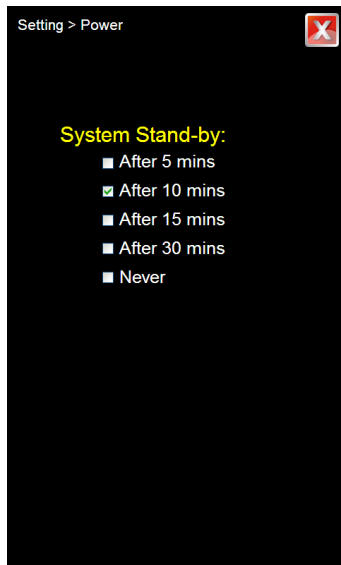 Setting > Power
X
System Stand-by:
After 5 mins
After 10 mins
After 15 mins
After 30 mins
Never